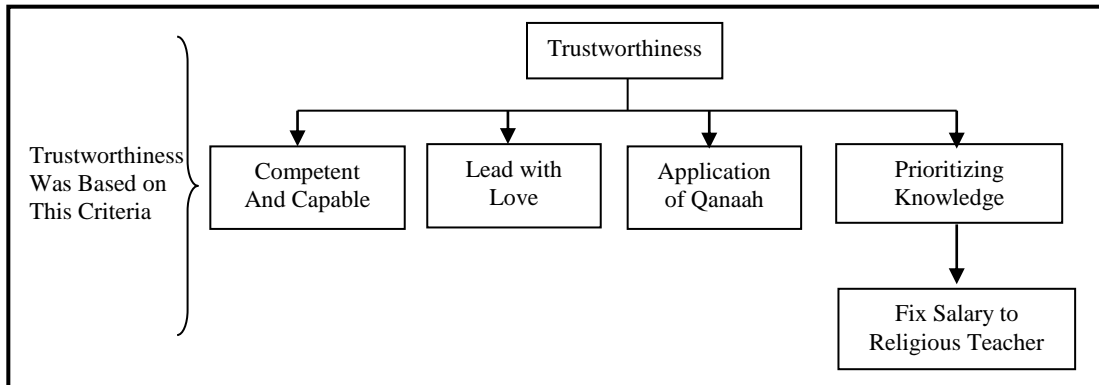 Trustworthiness
Trustworthiness
Was Based on
This Criteria
Competent
And Capable
Lead with
Love
Application
of Qanaah
Prioritizing
Knowledge
Fix Salary to
Religious Teacher